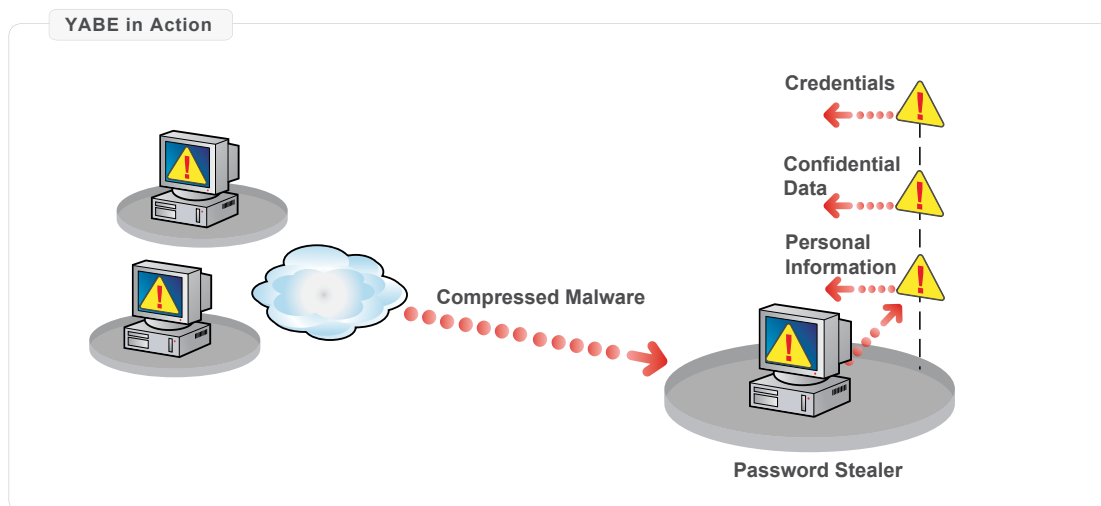 YABE in Action
Credentials
Confidential
Data
Personal
Information
Compressed Malware
Password Stealer